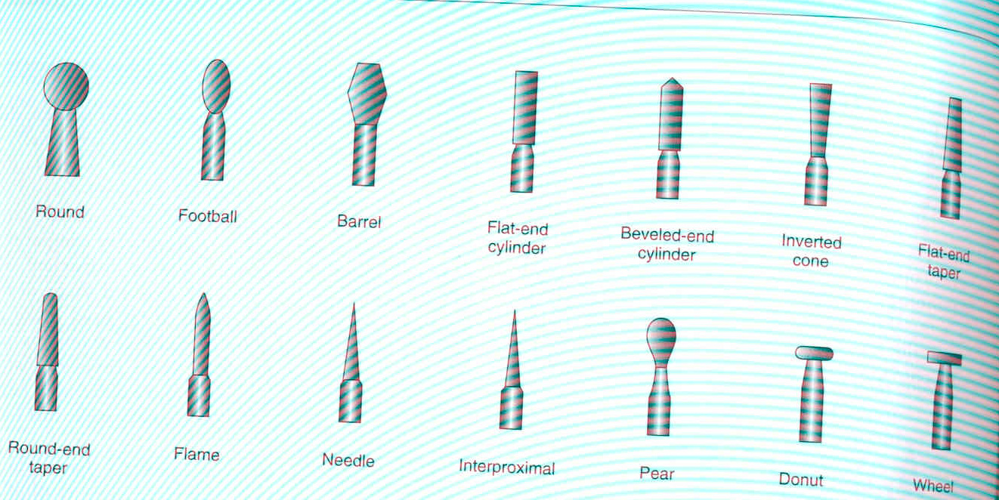 Round
Football
Barrel
Flat-end
cylinder
Beveled-end
cylinder
Inverted
cone
Flat-end
taper
Round-end
taper
Flame
Needle
Interproximal
Pear
Donut
Wheel